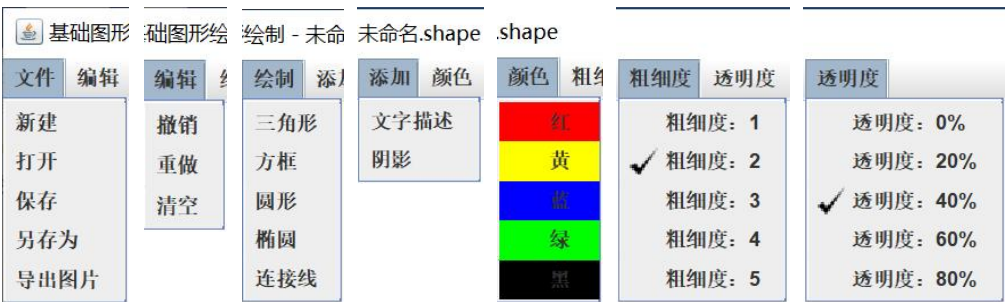 基础图形
文件 编辑
新建
打开
保存
另存为
导出图片
基础图形绘
编辑
撤销
重做
清空
绘制 - 未命
绘制 添加
三角形
方框
圆形
椭圆
连接线
未命名.shape
添加 颜色
文字描述
阴影
.shape
颜色 粗细
红
黄
蓝
绿
黑
粗细度 透明度
粗细度：1
粗细度：2
粗细度：3
粗细度：4
粗细度：5
透明度
透明度：0%
透明度：20%
透明度：40%
透明度：60%
透明度：80%